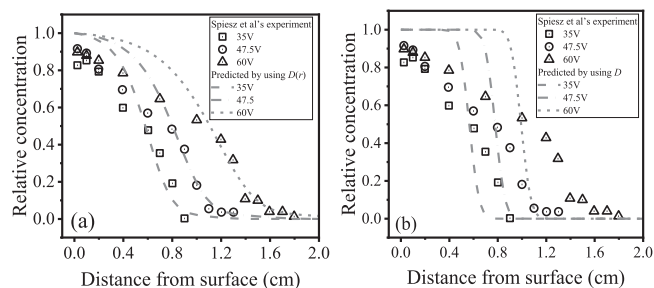 Spiesz et al's experiment
35V
47.5V
60V
Predicted by using D(r)
35V
47.5
60V
1.0
0.8
0.6
0.4
0.2
0.0
Relative concentration
(a)
0.0 0.4 0.8 1.2 1.6 2.0
Distance from surface (cm)
Spiesz et al's experiment
35V
47.5V
60V
Predicted by using D
35V
47.5V
60V
1.0
0.8
0.6
0.4
0.2
0.0
Relative concentration
(b)
0.0 0.4 0.8 1.2 1.6 2.0
Distance from surface (cm)